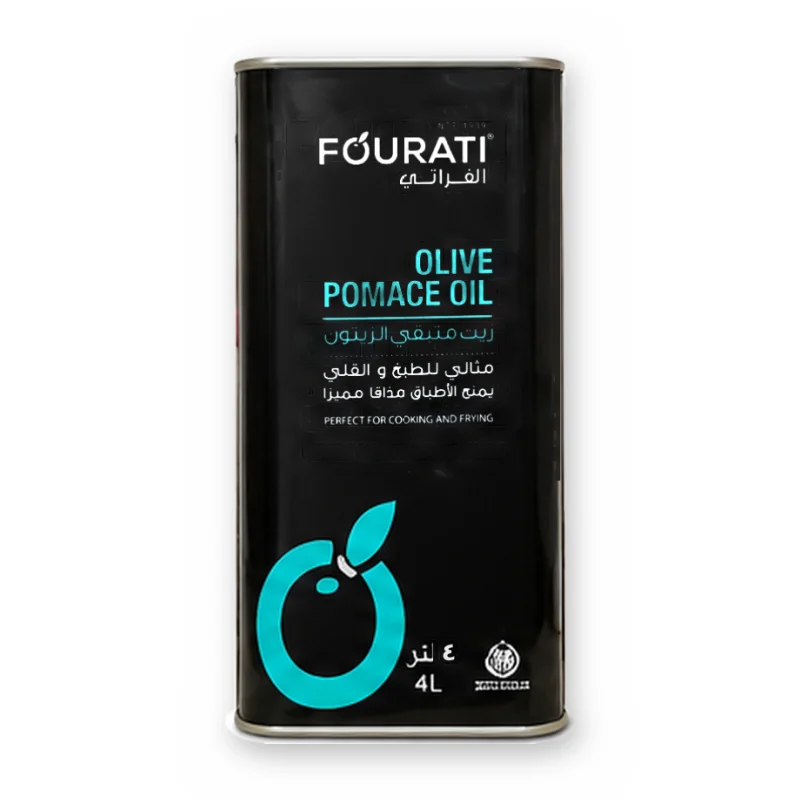 FOURATI®
الفراتي
OLIVE
POMACE OIL
زيت متبقي الزيتون
مثالي للطبخ و القلي
يمنح الأطباق مذاقا مميزا
PERFECT FOR COOKING AND FRYING
٤ لتر
4L